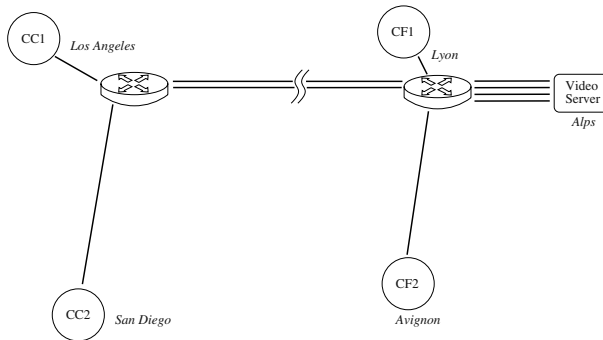 CC1
Los Angeles
CF1
Lyon
Video
Server
Alps
CC2
San Diego
CF2
Avignon